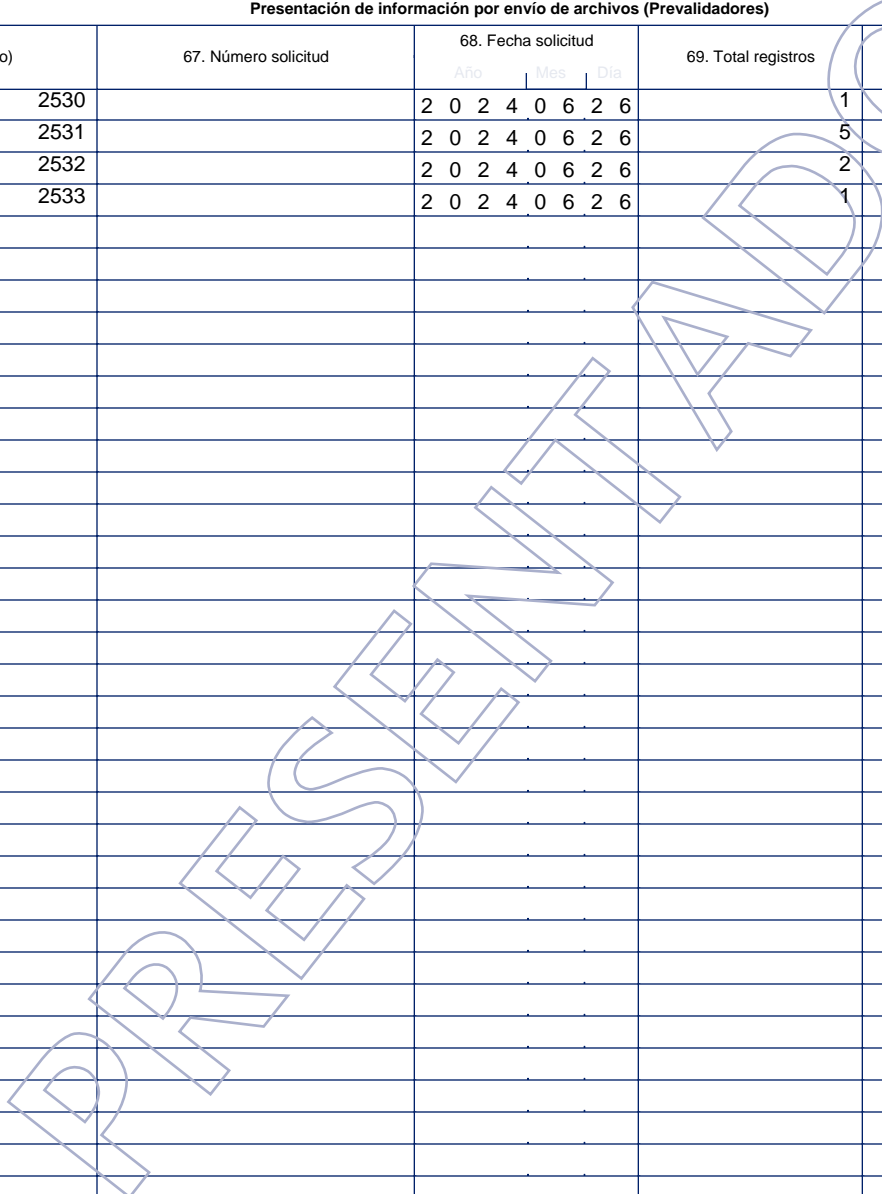 Presentación de información por envío de archivos (Prevalidadores)
o) 67. Número solicitud 68. Fecha solicitud 69. Total registros
Año Mes Día
2530 2 0 2 4 0 6 2 6 1
2531 2 0 2 4 0 6 2 6 5
2532 2 0 2 4 0 6 2 6 2
2533 2 0 2 4 0 6 2 6 1
PRESENTADO